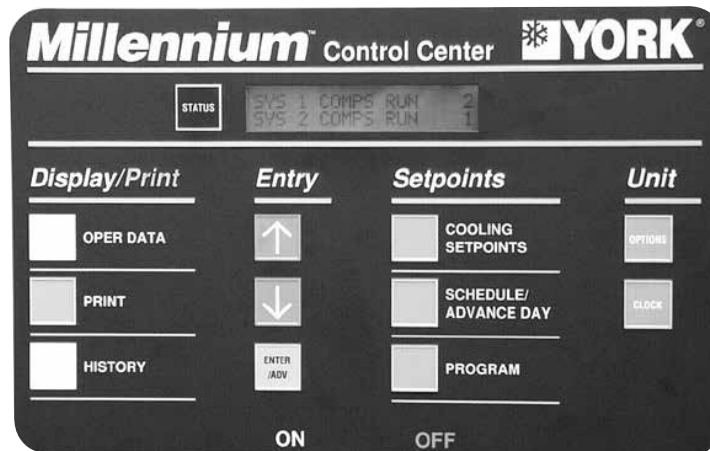 Millennium™ Control Center YORK®
STATUS
SYS 1 COMPS RUN 2
SYS 2 COMPS RUN 1
Display/Print
OPER DATA
PRINT
HISTORY
Entry
ENTER
/ADV
Setpoints
COOLING
SETPOINTS
SCHEDULE/
ADVANCE DAY
PROGRAM
Unit
OPTIONS
CLOCK
ON OFF